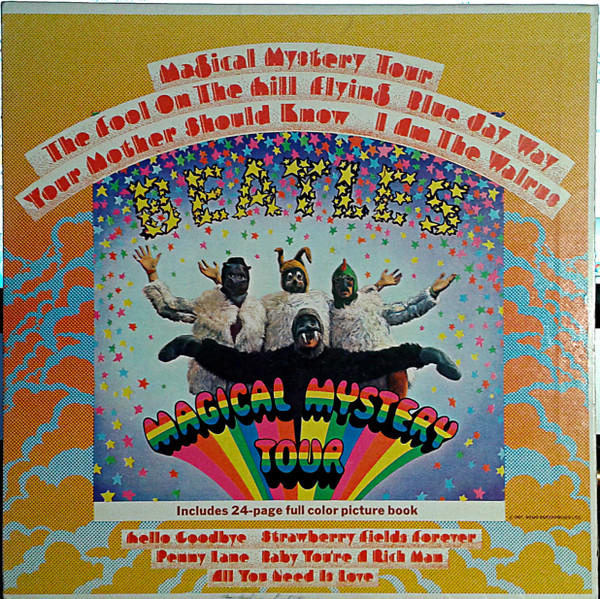 Magical Mystery Tour
The Fool On The Hill Flying Blue Jay Way
Your Mother Should Know I Am The Walrus
BEATLES
MAGICAL MYSTERY
TOUR
Includes 24-page full color picture book
Hello Goodbye Strawberry Fields Forever
Penny Lane Baby You're A Rich Man
All You Need Is Love